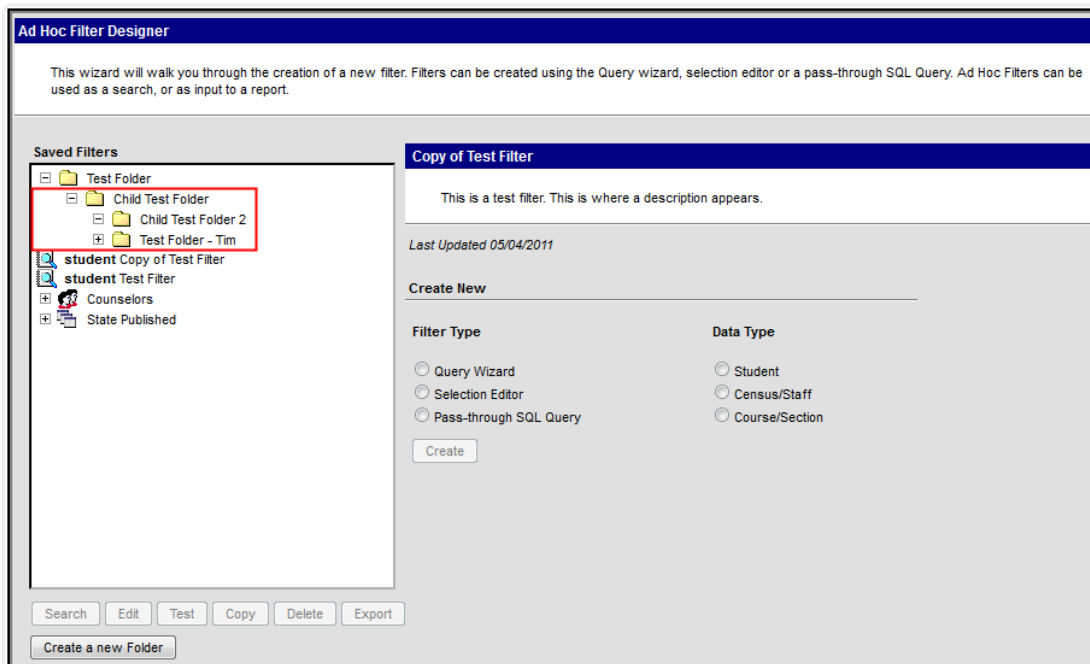 Ad Hoc Filter Designer
This wizard will walk you through the creation of a new filter. Filters can be created using the Query wizard, selection editor or a pass-through SQL Query. Ad Hoc Filters can be
used as a search, or as input to a report.
Saved Filters
Test Folder
Child Test Folder
Child Test Folder 2
Test Folder - Tim
student Copy of Test Filter
student Test Filter
Counselors
State Published
Search Edit Test Copy Delete Export
Create a new Folder
Copy of Test Filter
This is a test filter. This is where a description appears.
Last Updated 05/04/2011
Create New
Filter Type
Query Wizard
Selection Editor
Pass-through SQL Query
Create
Data Type
Student
Census/Staff
Course/Section